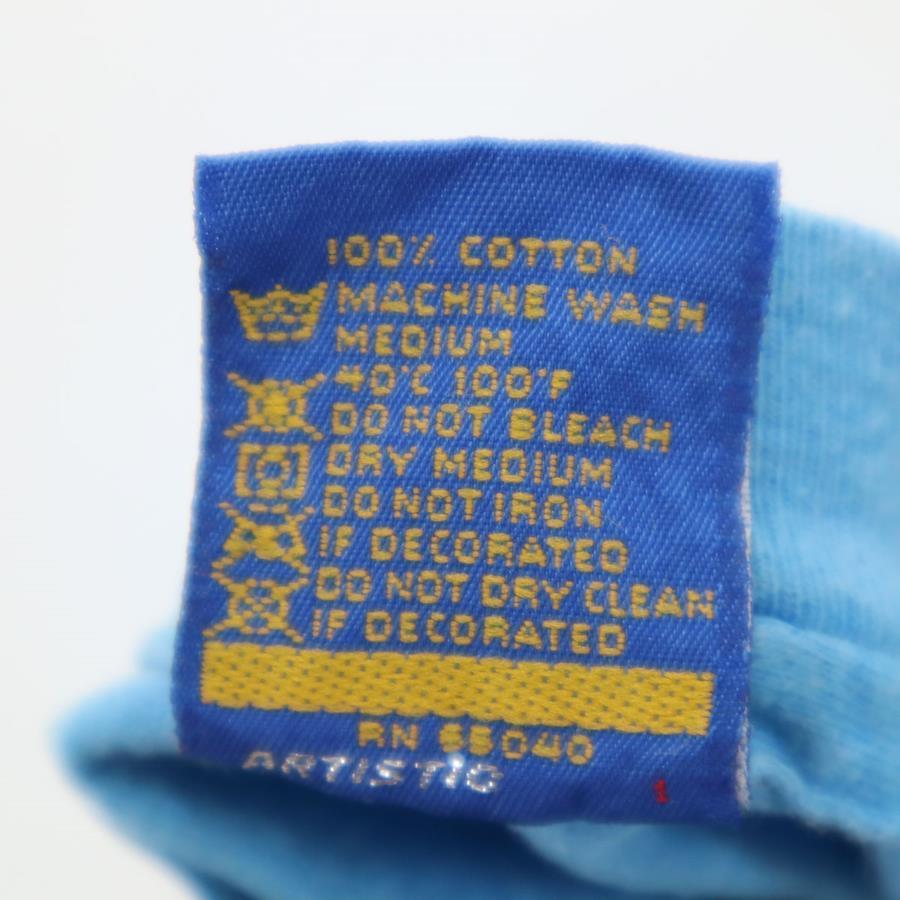 100% COTTON
MACHINE WASH
MEDIUM
40°C 100°F
DO NOT BLEACH
DRY MEDIUM
DO NOT IRON
IF DECORATED
DO NOT DRY CLEAN
IF DECORATED
RN
ARTISTIC
1